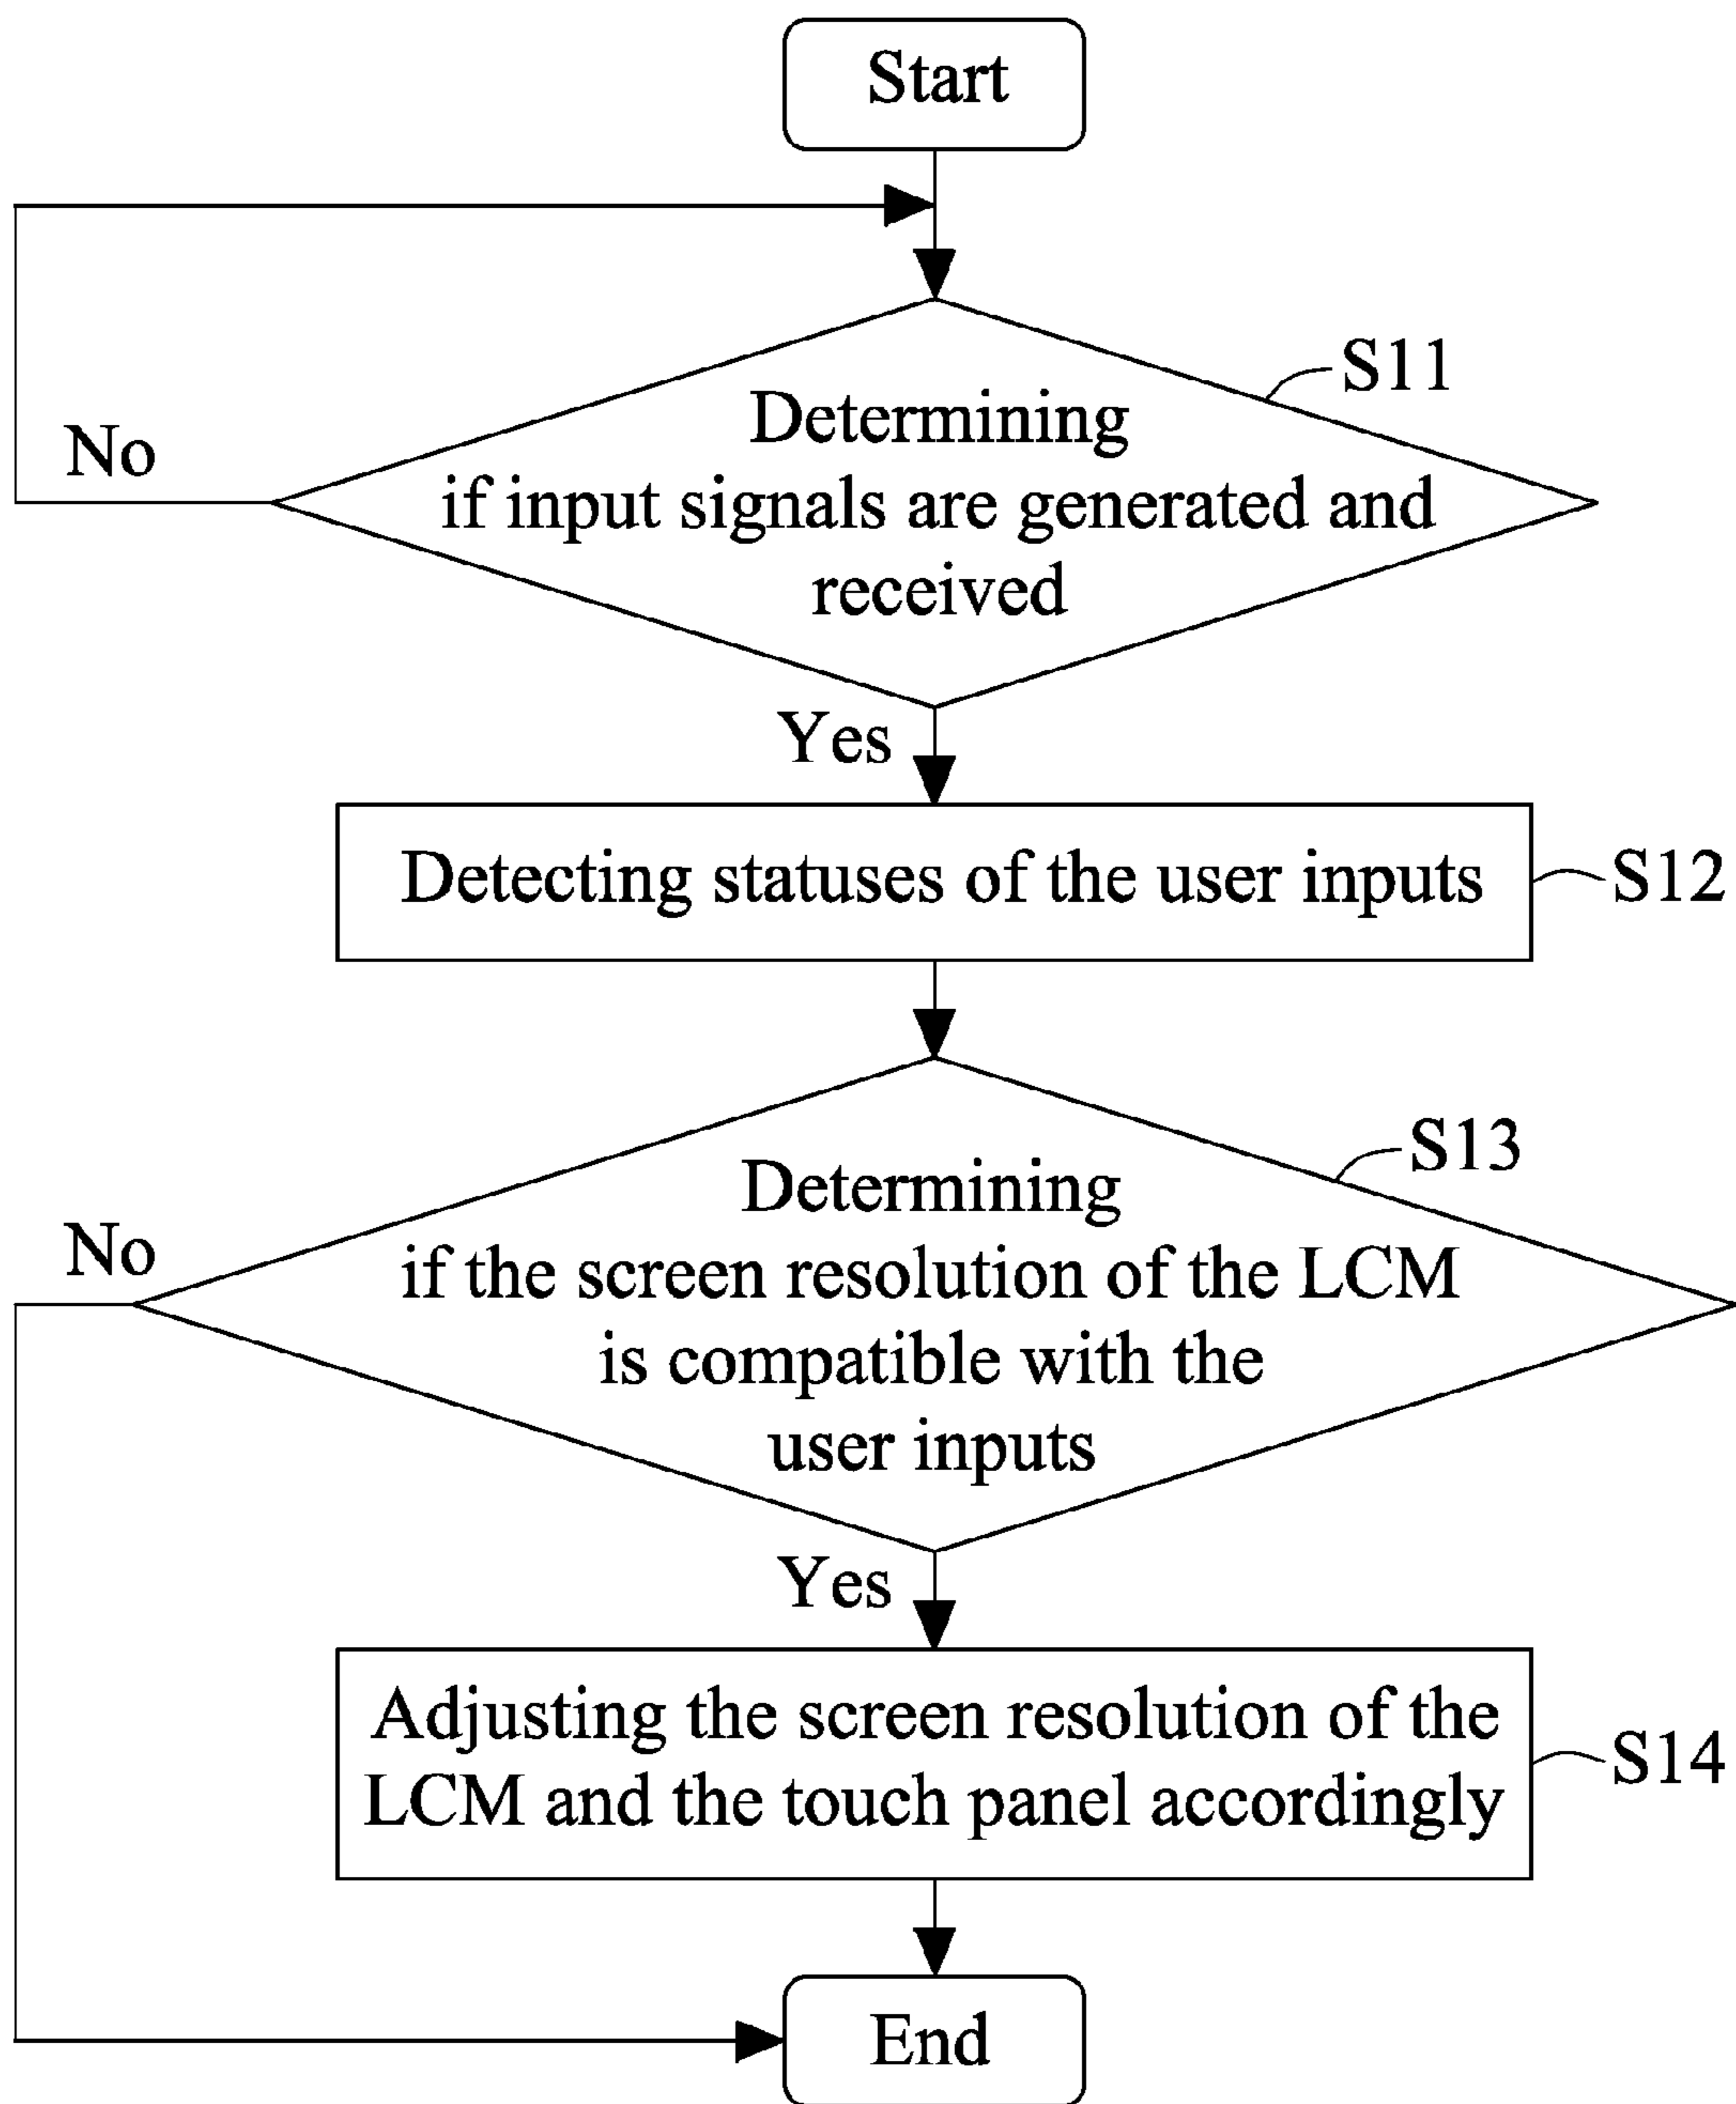 Start
S11
Determining
if input signals are generated and
received
No
Yes
Detecting statuses of the user inputs
S12
S13
Determining
if the screen resolution of the LCM
is compatible with the
user inputs
No
Yes
Adjusting the screen resolution of the
LCM and the touch panel accordingly
S14
End